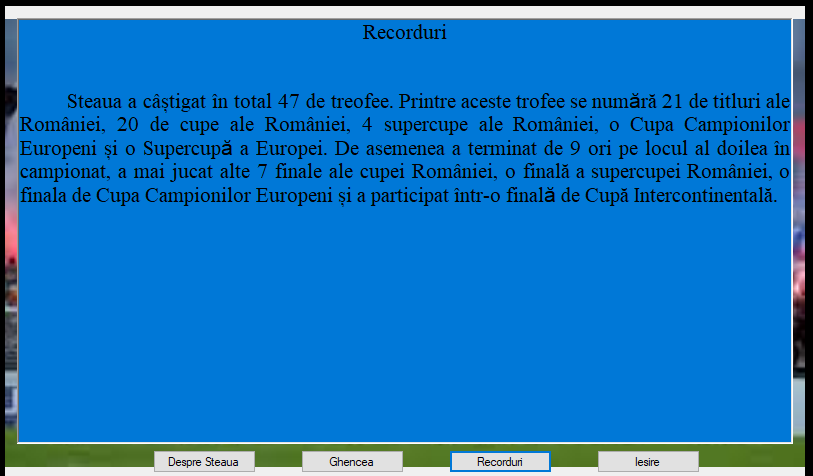 Recorduri
Steaua a câștigat în total 47 de treofee. Printre aceste trofee se numără 21 de titluri ale
României, 20 de cupe ale României, 4 supercupe ale României, o Cupa Campionilor
Europeni și o Supercupă a Europei. De asemenea a terminat de 9 ori pe locul al doilea în
campionat, a mai jucat alte 7 finale ale cupei României, o finală a supercupei României, o
finala de Cupa Campionilor Europeni și a participat într-o finală de Cupă Intercontinentală.
Despre Steaua
Ghencea
Recorduri
Iesire